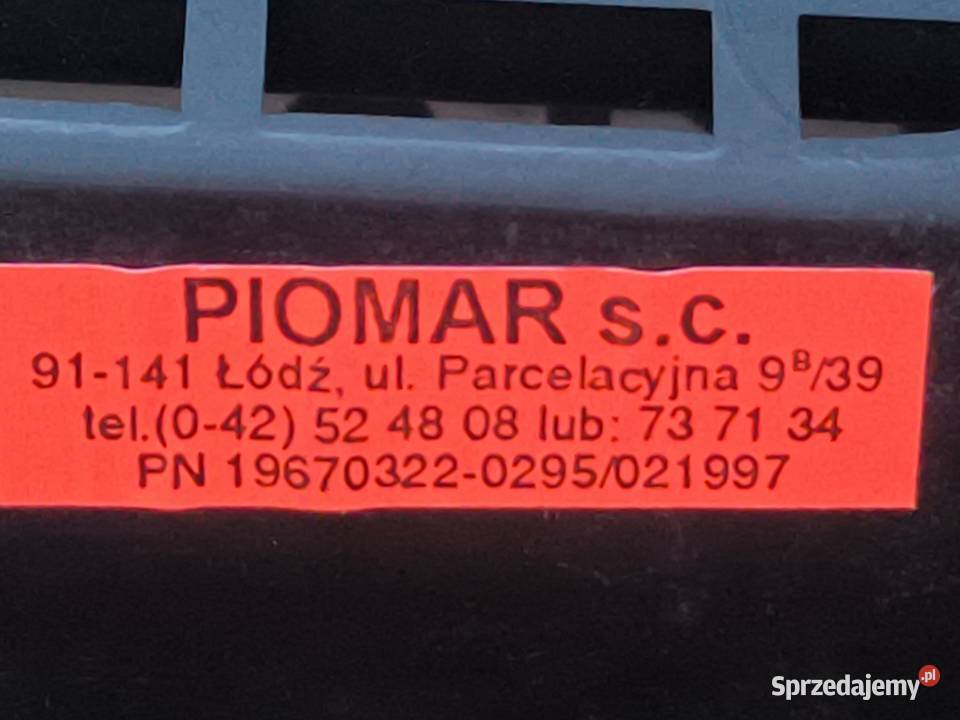 PIOMAR s.c.
91-141 Łódź, ul. Parcelacyjna 9B/39
tel.(0-42) 52 48 08 lub: 73 71 34
PN 19670322-0295/021997
Sprzedajemy.pl